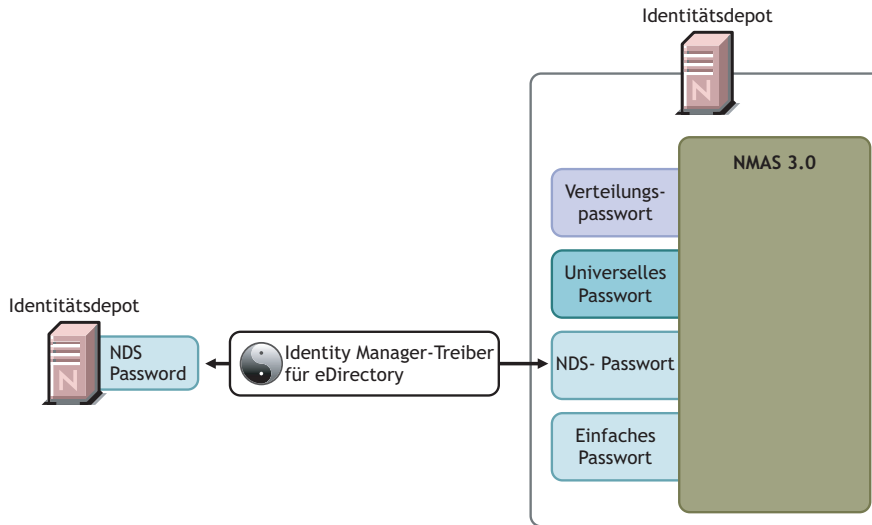 Identitätsdepot
NMAS 3.0
Verteilungs-
passwort
Universelles
Passwort
Identitätsdepot
NDS
Password
Identity Manager-Treiber
für eDirectory
NDS- Passwort
Einfaches
Passwort
N
N